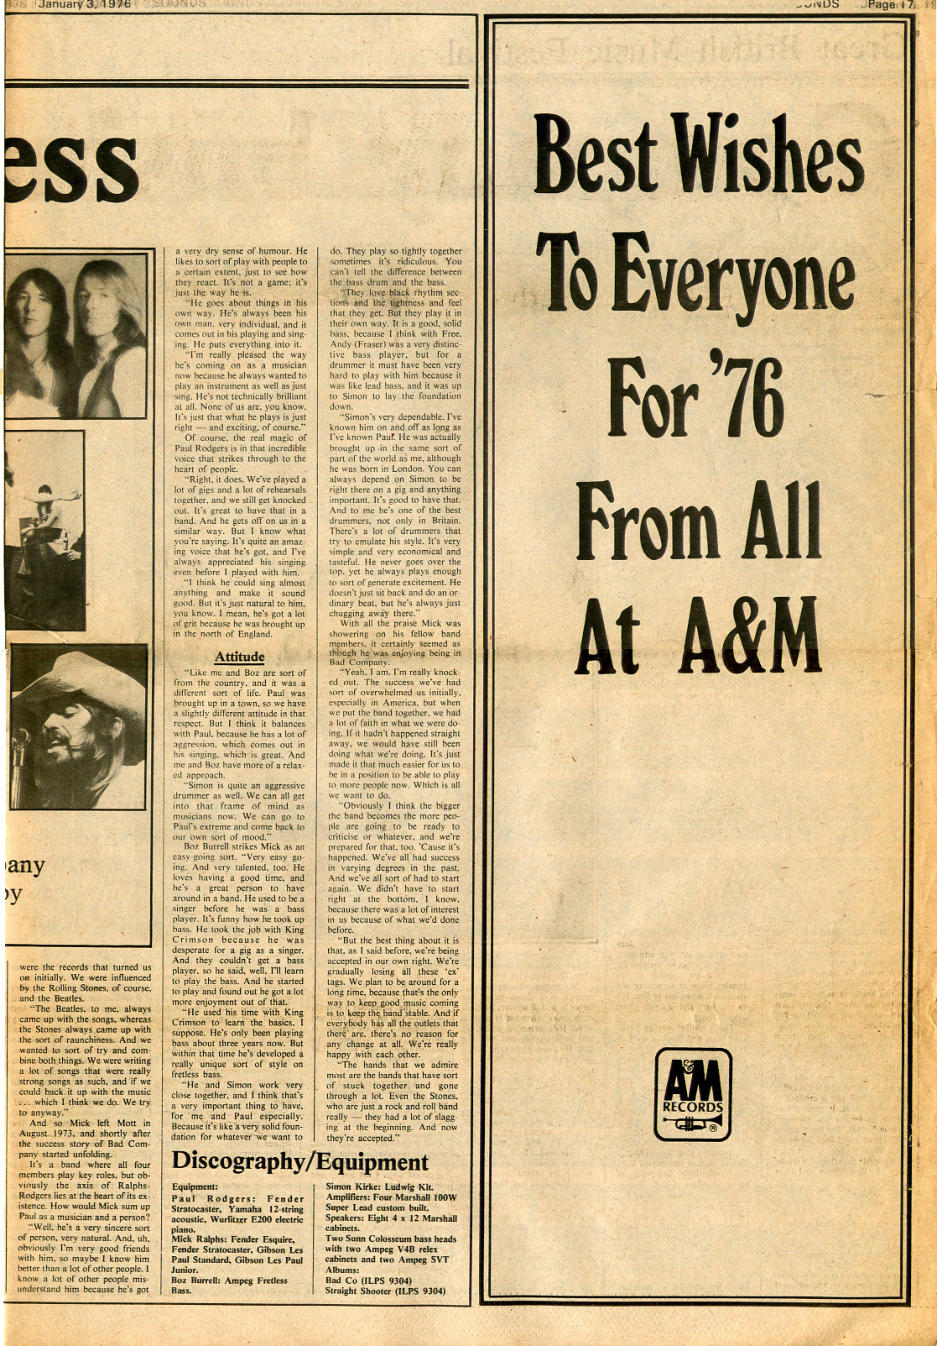 January 3, 1976
Page 17
ess
any
by
were the records that turned us
on initially. We were influenced
by the Rolling Stones, of course,
and the Beatles.
"The Beatles, to me, always
came up with the songs, whereas
the Stones always came up with
the sort of raunchiness. And we
wanted to sort of try and com-
bine both things. We were writing
a lot of songs that were really
strong songs as such, and if we
could back it up with the music
... which I think we do. We try
to anyway."
And so Mick left Mott in
August 1973, and shortly after
the success story of Bad Com-
pany started unfolding.
It's a band where all four
members play key roles, but ob-
viously the axis of Ralphs-
Rodgers lies at the heart of its ex-
istence. How would Mick sum up
Paul as a musician and a person?
"Well, he's a very sincere sort
of person, very natural. And, uh,
obviously I'm very good friends
with him, so maybe I know him
better than a lot of other people. I
know a lot of other people mis-
understand him because he's got
a very dry sense of humour. He
likes to sort of play with people to
a certain extent, just to see how
they react. It's not a game; it's
just the way he is.
"He goes about things in his
own way. He's always been his
own man, very individual, and it
comes out in his playing and sing-
ing. He puts everything into it.
"I'm really pleased the way
he's coming on as a musician
now because he always wanted to
play an instrument as well as just
sing. He's not technically brilliant
at all. None of us are, you know.
It's just that what he plays is just
right — and exciting, of course."
Of course, the real magic of
Paul Rodgers is in that incredible
voice that strikes through to the
heart of people.
"Right, it does. We've played a
lot of gigs and a lot of rehearsals
together, and we still get knocked
out. It's great to have that in a
band. And he gets off on us in a
similar way. But I know what
you're saying. It's quite an amaz-
ing voice that he's got, and I've
always appreciated his singing
even before I played with him.
"I think he could sing almost
anything and make it sound
good. But it's just natural to him,
you know. I mean, he's got a lot
of grit because he was brought up
in the north of England.
Attitude
"Like me and Boz are sort of
from the country, and it was a
different sort of life. Paul was
brought up in a town, so we have
a slightly different attitude in that
respect. But I think it balances
with Paul, because he has a lot of
aggression, which comes out in
his singing, which is great. And
me and Boz have more of a relax-
ed approach.
"Simon is quite an aggressive
drummer as well. We can all get
into that frame of mind as
musicians now. We can go to
Paul's extreme and come back to
our own sort of mood."
Boz Burrell strikes Mick as an
easy-going sort. "Very easy go-
ing. And very talented, too. He
loves having a good time, and
he's a great person to have
around in a band. He used to be a
singer before he was a bass
player. It's funny how he took up
bass. He took the job with King
Crimson because he was
desperate for a gig as a singer.
And they couldn't get a bass
player, so he said, well, I'll learn
to play the bass. And he started
to play and found out he got a lot
more enjoyment out of that.
"He used his time with King
Crimson to learn the basics, I
suppose. He's only been playing
bass about three years now. But
within that time he's developed a
really unique sort of style on
fretless bass.
"He and Simon work very
close together, and I think that's
a very important thing to have,
for me and Paul especially.
Because it's like a very solid foun-
dation for whatever we want to
do. They play so tightly together
sometimes it's ridiculous. You
can't tell the difference between
the bass drum and the bass.
"They love black rhythm sec-
tions and the tightness and feel
that they get. But they play it in
their own way. It is a good, solid
bass, because I think with Free,
Andy (Fraser) was a very distinc-
tive bass player, but for a
drummer it must have been very
hard to play with him because it
was like lead bass, and it was up
to Simon to lay the foundation
down.
"Simon's very dependable. I've
known him on and off as long as
I've known Paul. He was actually
brought up in the same sort of
part of the world as me, although
he was born in London. You can
always depend on Simon to be
right there on a gig and anything
important. It's good to have that.
And to me he's one of the best
drummers, not only in Britain.
There's a lot of drummers that
try to emulate his style. It's very
simple and very economical and
tasteful. He never goes over the
top, yet he always plays enough
to sort of generate excitement. He
doesn't just sit back and do an or-
dinary beat, but he's always just
chugging away there."
With all the praise Mick was
showering on his fellow band
members, it certainly seemed as
though he was enjoying being in
Bad Company.
"Yeah, I am. I'm really knock-
ed out. The success we've had
sort of overwhelmed us initially,
especially in America, but when
we put the band together, we had
a lot of faith in what we were do-
ing. If it hadn't happened straight
away, we would have still been
doing what we're doing. It's just
made it that much easier for us to
be in a position to be able to play
to more people now. Which is all
we want to do.
"Obviously I think the bigger
the band becomes the more peo-
ple are going to be ready to
criticise or whatever, and we're
prepared for that, too. 'Cause it's
happened. We've all had success
in varying degrees in the past.
And we've all sort of had to start
again. We didn't have to start
right at the bottom, I know,
because there was a lot of interest
in us because of what we'd done
before.
"But the best thing about it is
that, as I said before, we're being
accepted in our own right. We're
gradually losing all these 'ex'
tags. We plan to be around for a
long time, because that's the only
way to keep good music coming
is to keep the band stable. And if
everybody has all the outlets that
there are, there's no reason for
any change at all. We're really
happy with each other.
"The bands that we admire
most are the bands that have sort
of stuck together and gone
through a lot. Even the Stones,
who are just a rock and roll band
really — they had a lot of slagg-
ing at the beginning. And now
they're accepted."
Discography/Equipment
Equipment:
Paul Rodgers: Fender
Stratocaster, Yamaha 12-string
acoustic, Wurlitzer E200 electric
piano.
Mick Ralphs: Fender Esquire,
Fender Stratocaster, Gibson Les
Paul Standard, Gibson Les Paul
Junior.
Boz Burrell: Ampeg Fretless
Bass.
Simon Kirke: Ludwig Kit.
Amplifiers: Four Marshall 100W
Super Lead custom built.
Speakers: Eight 4 x 12 Marshall
cabinets.
Two Sunn Colosseum bass heads
with two Ampeg V4B relex
cabinets and two Ampeg SVT
Albums:
Bad Co (ILPS 9304)
Straight Shooter (ILPS 9304)
Best Wishes
To Everyone
For '76
From All
At A&M
A&M
RECORDS